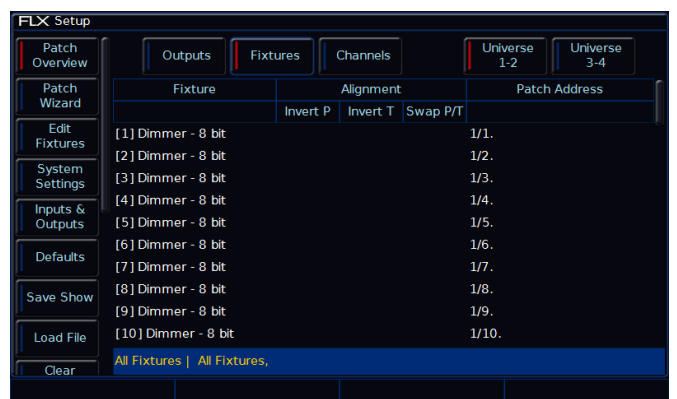 FLX Setup
Patch Overview
Outputs
Fixtures
Channels
Universe 1-2
Universe 3-4
Patch Wizard
Edit Fixtures
System Settings
Inputs & Outputs
Defaults
Save Show
Load File
Clear
Fixture
Alignment
Patch Address
Invert P
Invert T
Swap P/T
[1] Dimmer - 8 bit 1/1.
[2] Dimmer - 8 bit 1/2.
[3] Dimmer - 8 bit 1/3.
[4] Dimmer - 8 bit 1/4.
[5] Dimmer - 8 bit 1/5.
[6] Dimmer - 8 bit 1/6.
[7] Dimmer - 8 bit 1/7.
[8] Dimmer - 8 bit 1/8.
[9] Dimmer - 8 bit 1/9.
[10] Dimmer - 8 bit 1/10.
All Fixtures | All Fixtures,